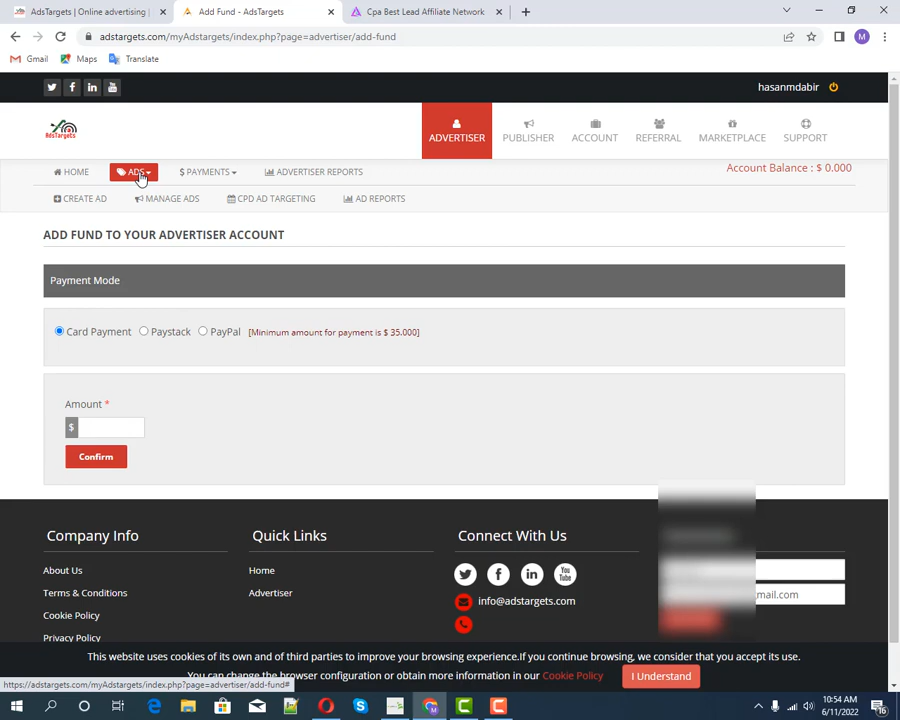 AdsTargets | Online advertising
Add Fund - AdsTargets
Cpa Best Lead Affiliate Network
adstargets.com/myAdstargets/index.php?page=advertiser/add-fund
M
Gmail
Maps
Translate
hasanmdabir
AdsTargets
ADVERTISER
PUBLISHER
ACCOUNT
REFERRAL
MARKETPLACE
SUPPORT
HOME
ADS
$ PAYMENTS
ADVERTISER REPORTS
Account Balance : $ 0.000
CREATE AD
MANAGE ADS
CPD AD TARGETING
AD REPORTS
ADD FUND TO YOUR ADVERTISER ACCOUNT
Payment Mode
Card Payment
Paystack
PayPal
[Minimum amount for payment is $ 35.000]
Amount *
$
Confirm
Company Info
Quick Links
Connect With Us
About Us
Home
Terms & Conditions
Advertiser
You
Tube
info@adstargets.com
mail.com
Cookie Policy
Privacy Policy
This website uses cookies of its own and of third parties to improve your browsing experience.If you continue browsing, we consider that you accept its use.
You can change the browser configuration or obtain more information in our Cookie Policy
I Understand
https://adstargets.com/myAdstargets/index.php?page=advertiser/add-fund#
10:54 AM
6/11/2022
16